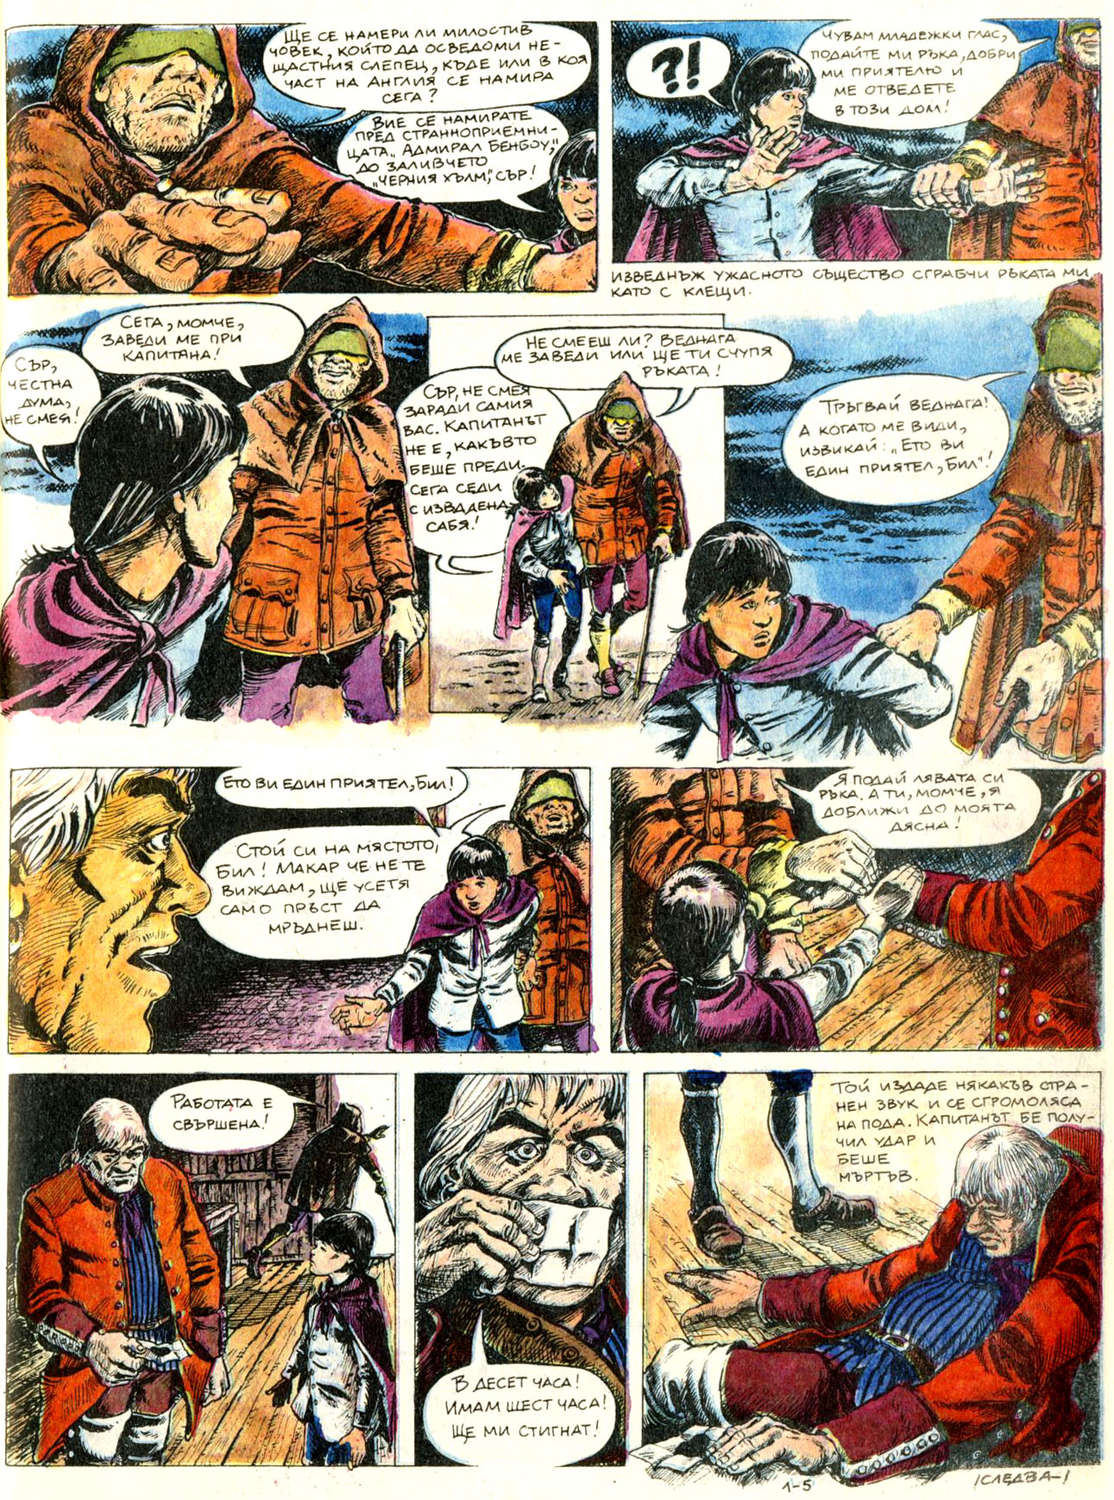 Ще се намери ли милостив
човек, който да осведоми не-
щастния слепец, къде или в коя
част на Англия се намира
сега?
Вие се намирате
пред странноприемни-
цата „Адмирал Бенбоу“,
до заливчето
„Черния хълм“, сър!
?!
Чувам младежки глас,
подайте ми ръка, добри
ми приятелю и
ме отведете
в този дом!
Изведнъж ужасното същество сграбчи ръката ми
като с клещи.
Сега, момче,
заведи ме при
капитана!
Сър,
честна
дума,
не смея!
Не смееш ли? Веднага
ме заведи или ще ти счупя
ръката!
Сър, не смея
заради самия
вас. Капитанът
не е, какъвто
беше преди.
Сега седи
с извадена
сабя!
Тръгвай веднага!
А когато ме види,
извикай: „Ето ви
един приятел, Бил“!
Ето ви един приятел, Бил!
Стой си на мястото,
Бил! Макар че не те
виждам, ще усетя
само пръст да
мръднеш.
Я подай лявата си
ръка. А ти, момче, я
доближи до моята
дясна!
Работата е
свършена!
В десет часа!
Имам шест часа!
Ще ми стигнат!
Той издаде някакъв стра-
нен звук и се сгромоляса
на пода. Капитанът бе полу-
чил удар и
беше
мъртъв.
1-5
/следва-/